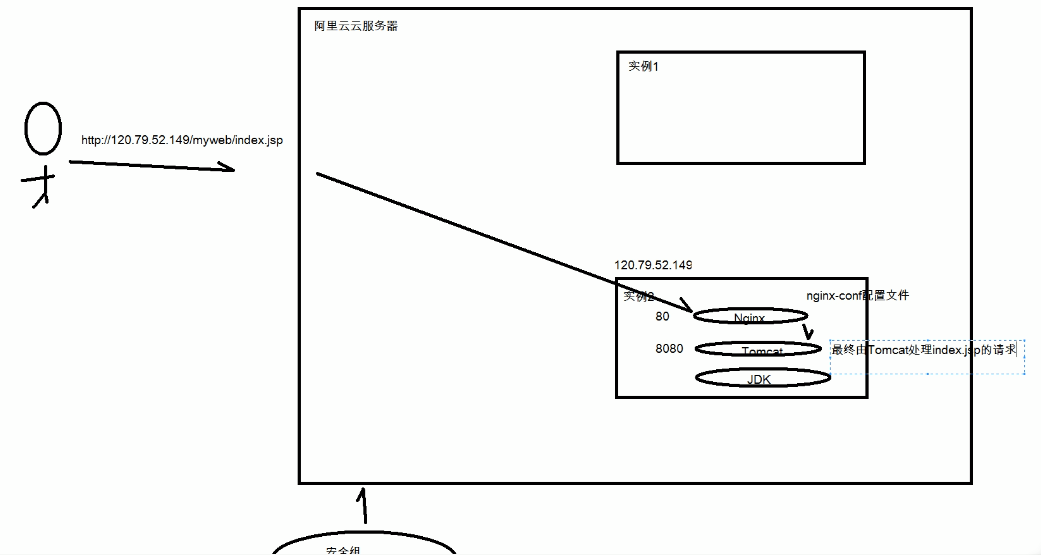 阿里云云服务器
实例1
http://120.79.52.149/myweb/index.jsp
120.79.52.149
实例2
nginx-conf配置文件
80
Nginx
8080
Tomcat
最终由Tomcat处理index.jsp的请求
JDK
安全组